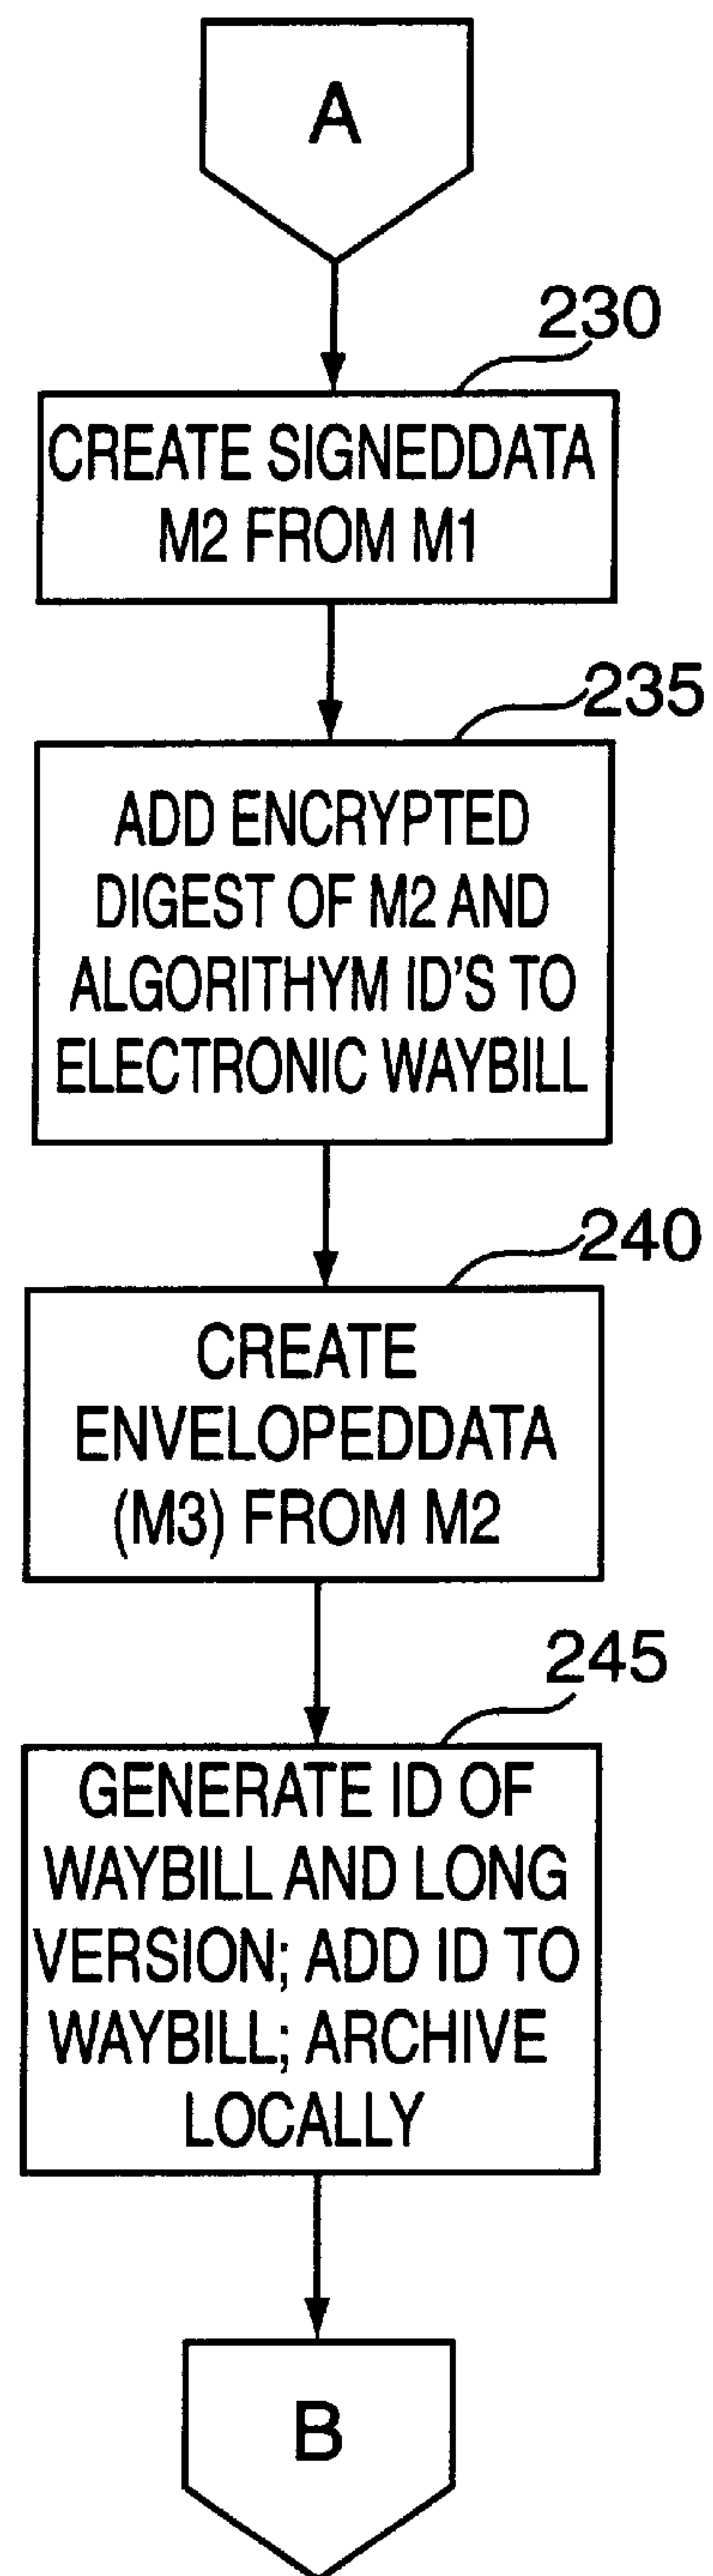 A
230
CREATE SIGNEDDATA
M2 FROM M1
235
ADD ENCRYPTED
DIGEST OF M2 AND
ALGORITHYM ID'S TO
ELECTRONIC WAYBILL
240
CREATE
ENVELOPEDDATA
(M3) FROM M2
245
GENERATE ID OF
WAYBILL AND LONG
VERSION; ADD ID TO
WAYBILL; ARCHIVE
LOCALLY
B